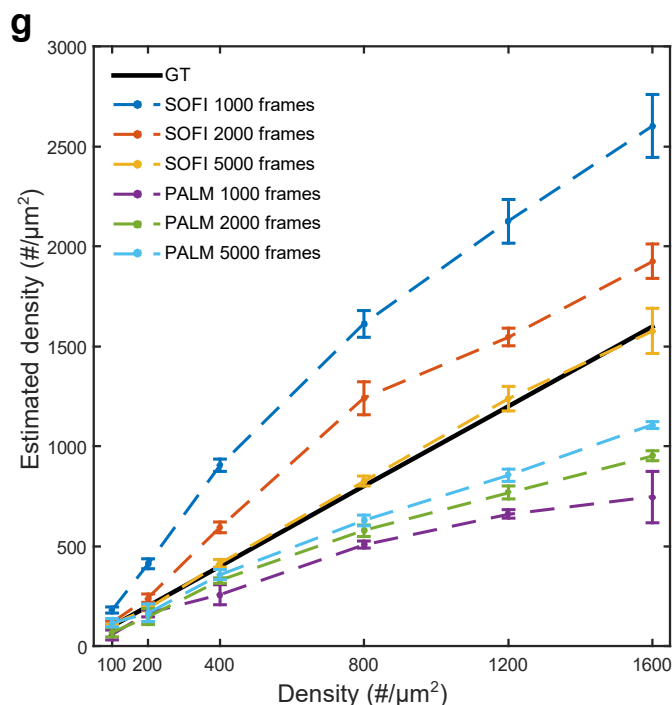 g
3000
2500
2000
1500
1000
500
0
Estimated density (#/μm²)
GT
SOFI 1000 frames
SOFI 2000 frames
SOFI 5000 frames
PALM 1000 frames
PALM 2000 frames
PALM 5000 frames
100 200 400 800 1200 1600
Density (#/μm²)